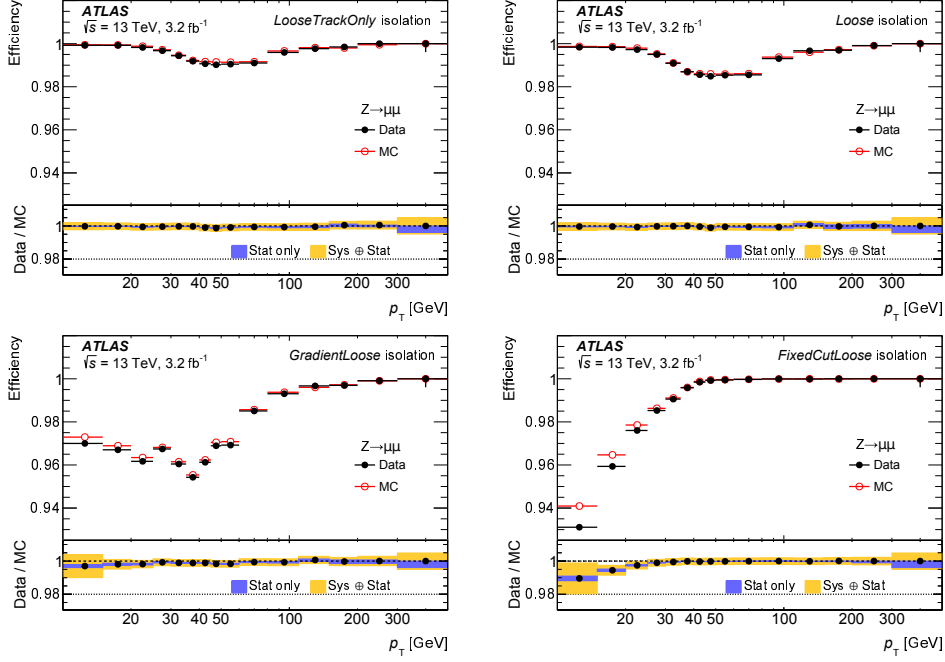 ATLAS
√s = 13 TeV, 3.2 fb⁻¹
LooseTrackOnly isolation
Efficiency
1
0.98
0.96
0.94
Z→μμ
Data
MC
Data / MC
1
0.98
Stat only
Sys ⊕ Stat
20 30 40 50 100 200 300
p_T [GeV]
ATLAS
√s = 13 TeV, 3.2 fb⁻¹
Loose isolation
Efficiency
1
0.98
0.96
0.94
Z→μμ
Data
MC
Data / MC
1
0.98
Stat only
Sys ⊕ Stat
20 30 40 50 100 200 300
p_T [GeV]
ATLAS
√s = 13 TeV, 3.2 fb⁻¹
GradientLoose isolation
Efficiency
1
0.98
0.96
0.94
Z→μμ
Data
MC
Data / MC
1
0.98
Stat only
Sys ⊕ Stat
20 30 40 50 100 200 300
p_T [GeV]
ATLAS
√s = 13 TeV, 3.2 fb⁻¹
FixedCutLoose isolation
Efficiency
1
0.98
0.96
0.94
Z→μμ
Data
MC
Data / MC
1
0.98
Stat only
Sys ⊕ Stat
20 30 40 50 100 200 300
p_T [GeV]